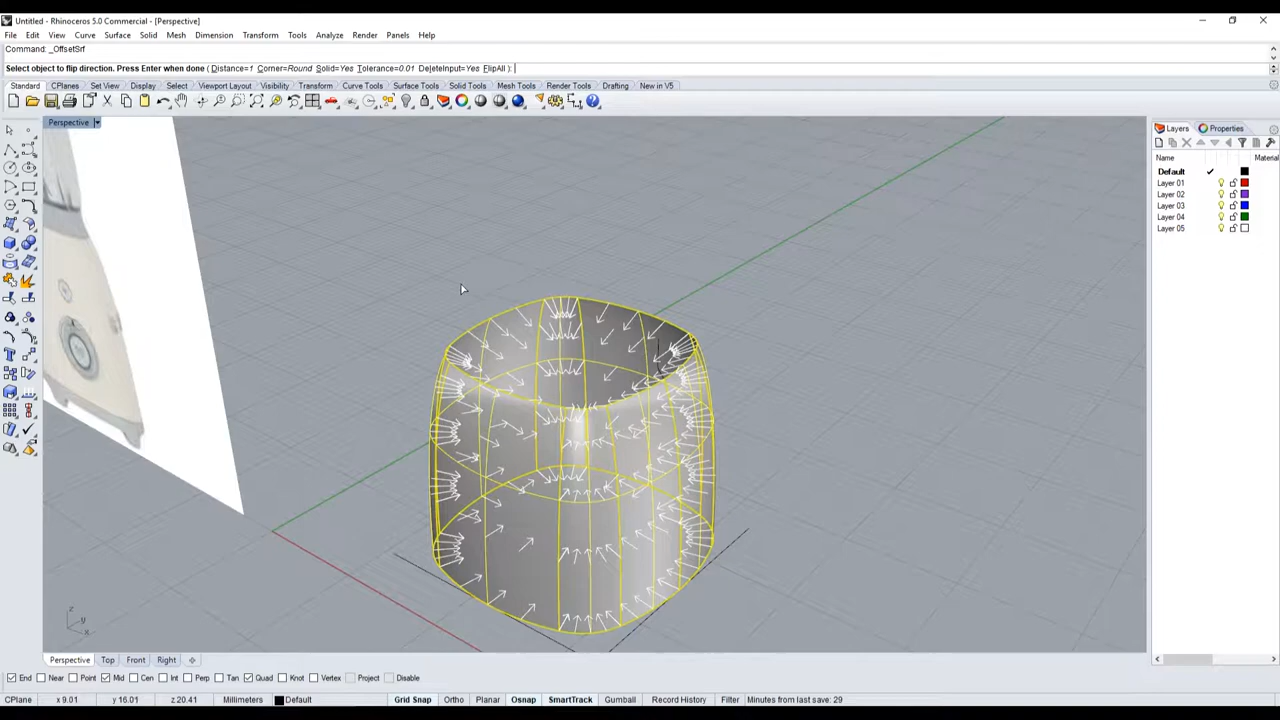 Untitled - Rhinoceros 5.0 Commercial - [Perspective]
File Edit View Curve Surface Solid Mesh Dimension Transform Tools Analyze Render Panels Help
Command: _OffsetSrf
Select object to flip direction. Press Enter when done ( Distance=1 Corner=Round Solid=Yes Tolerance=0.01 DeleteInput=Yes FlipAll ):
Standard CPlanes Set View Display Select Viewport Layout Visibility Transform Curve Tools Surface Tools Solid Tools Mesh Tools Render Tools Drafting New in V5
Perspective
Layers Properties
Name Material
Default
Layer 01
Layer 02
Layer 03
Layer 04
Layer 05
z
y
x
Perspective Top Front Right
End Near Point Mid Cen Int Perp Tan Quad Knot Vertex Project Disable
CPlane x 9.01 y 16.01 z 20.41 Millimeters Default Grid Snap Ortho Planar Osnap SmartTrack Gumball Record History Filter Minutes from last save: 29